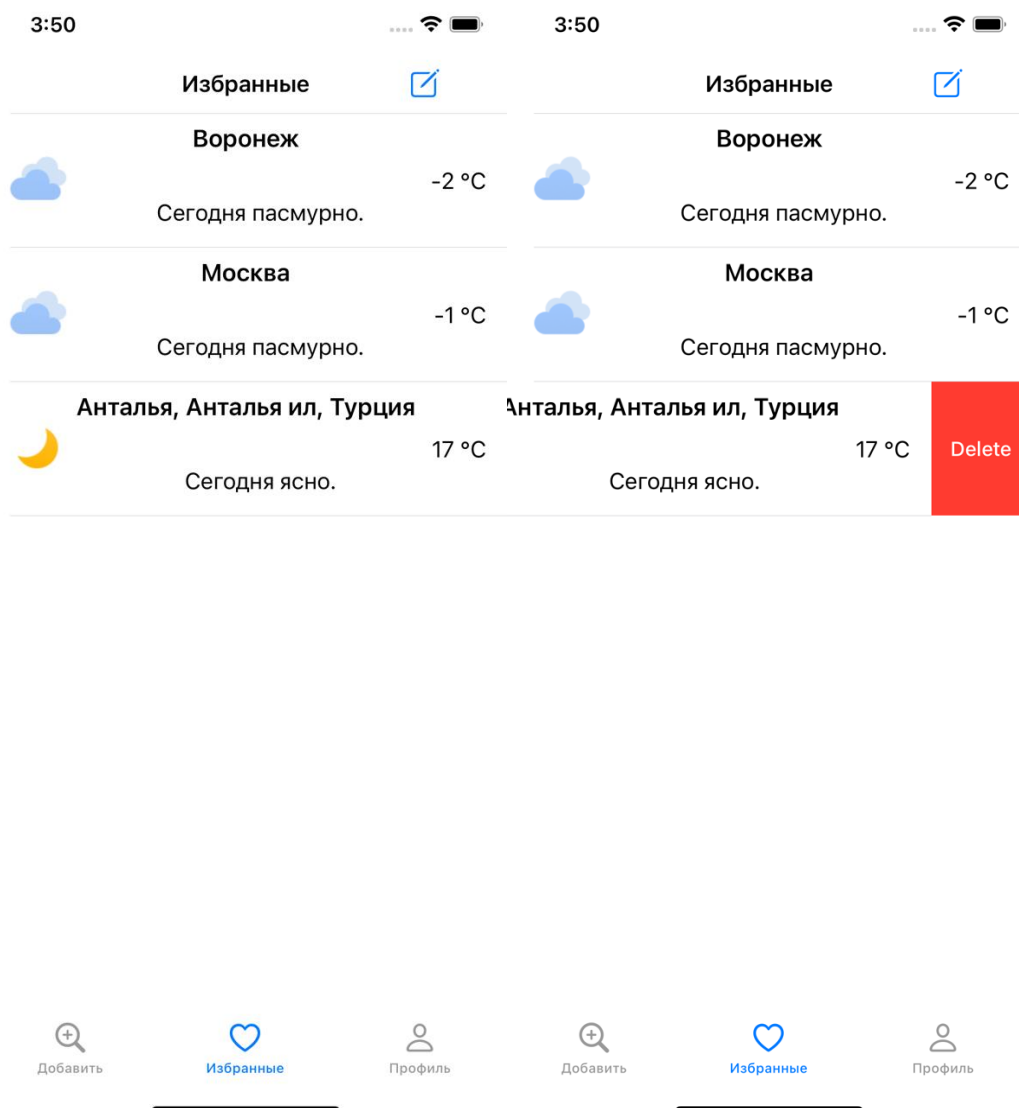 3:50
Избранные
Воронеж
-2 °C
Сегодня пасмурно.
Москва
-1 °C
Сегодня пасмурно.
Анталья, Анталья ил, Турция
17 °C
Сегодня ясно.
Добавить
Избранные
Профиль
3:50
Избранные
Воронеж
-2 °C
Сегодня пасмурно.
Москва
-1 °C
Сегодня пасмурно.
Анталья, Анталья ил, Турция
17 °C
Delete
Сегодня ясно.
Добавить
Избранные
Профиль